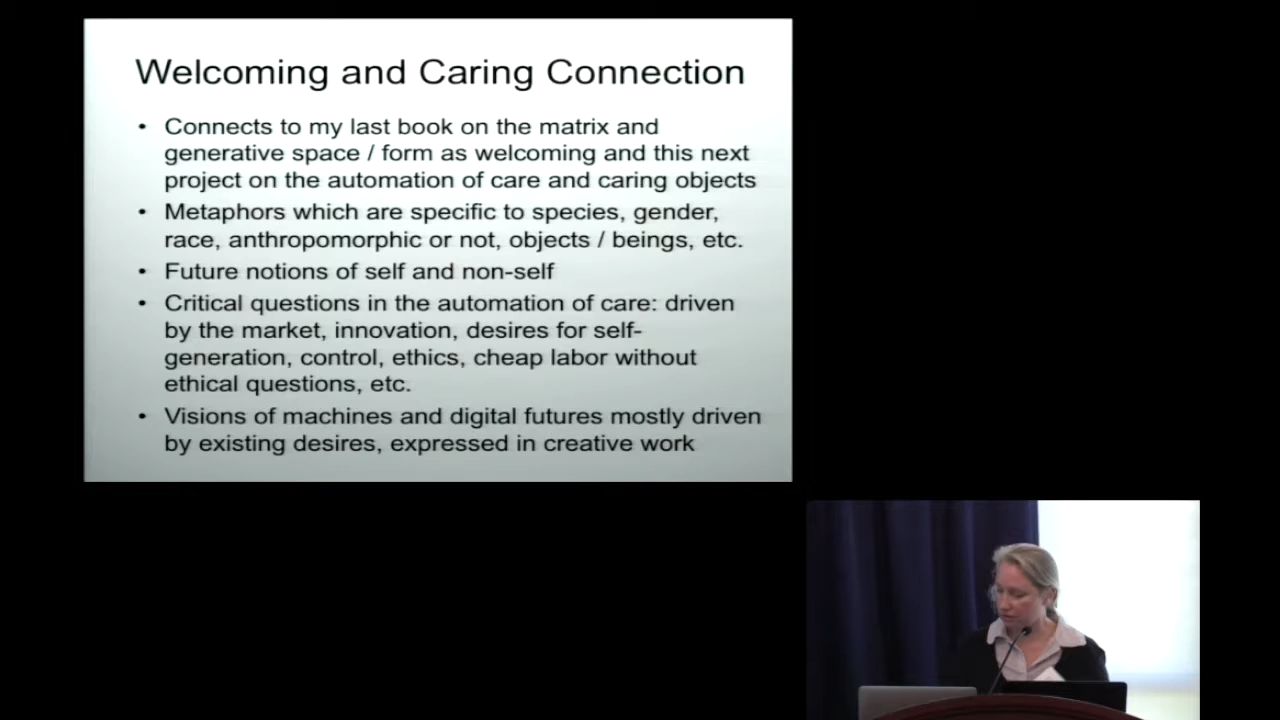 Welcoming and Caring Connection
• Connects to my last book on the matrix and
generative space / form as welcoming and this next
project on the automation of care and caring objects
• Metaphors which are specific to species, gender,
race, anthropomorphic or not, objects / beings, etc.
• Future notions of self and non-self
• Critical questions in the automation of care: driven
by the market, innovation, desires for self-
generation, control, ethics, cheap labor without
ethical questions, etc.
• Visions of machines and digital futures mostly driven
by existing desires, expressed in creative work